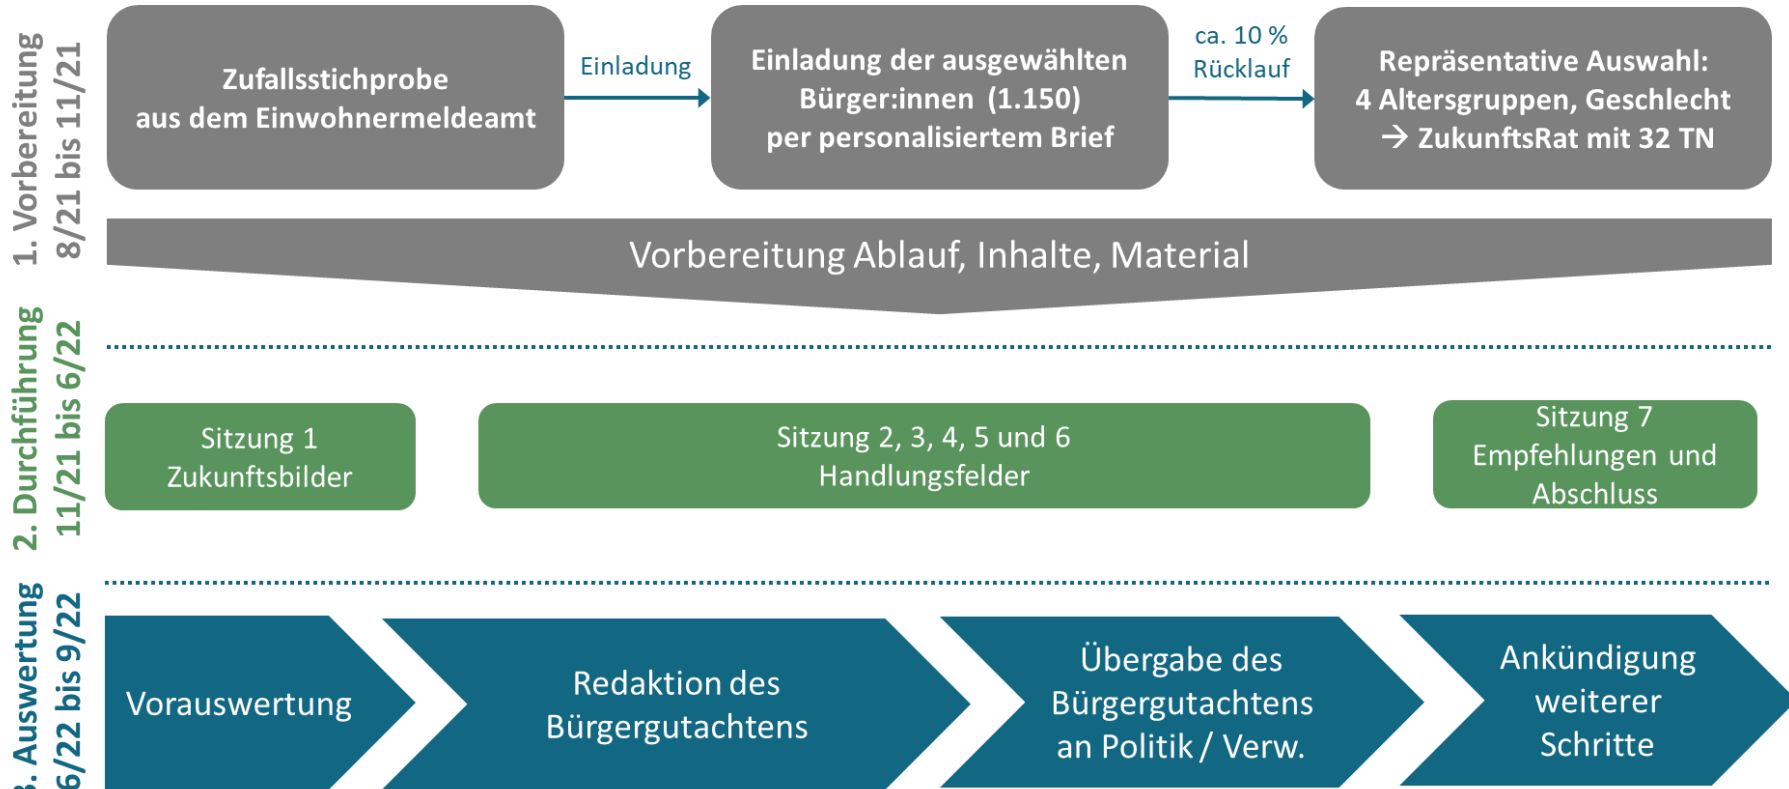 1. Vorbereitung
8/21 bis 11/21
Zufallsstichprobe
aus dem Einwohnermeldeamt
Einladung
Einladung der ausgewählten
Bürger:innen (1.150)
per personalisiertem Brief
ca. 10 %
Rücklauf
Repräsentative Auswahl:
4 Altersgruppen, Geschlecht
→ ZukunftsRat mit 32 TN
Vorbereitung Ablauf, Inhalte, Material
2. Durchführung
11/21 bis 6/22
Sitzung 1
Zukunftsbilder
Sitzung 2, 3, 4, 5 und 6
Handlungsfelder
Sitzung 7
Empfehlungen und
Abschluss
3. Auswertung
6/22 bis 9/22
Vorauswertung
Redaktion des
Bürgergutachtens
Übergabe des
Bürgergutachtens
an Politik / Verw.
Ankündigung
weiterer
Schritte